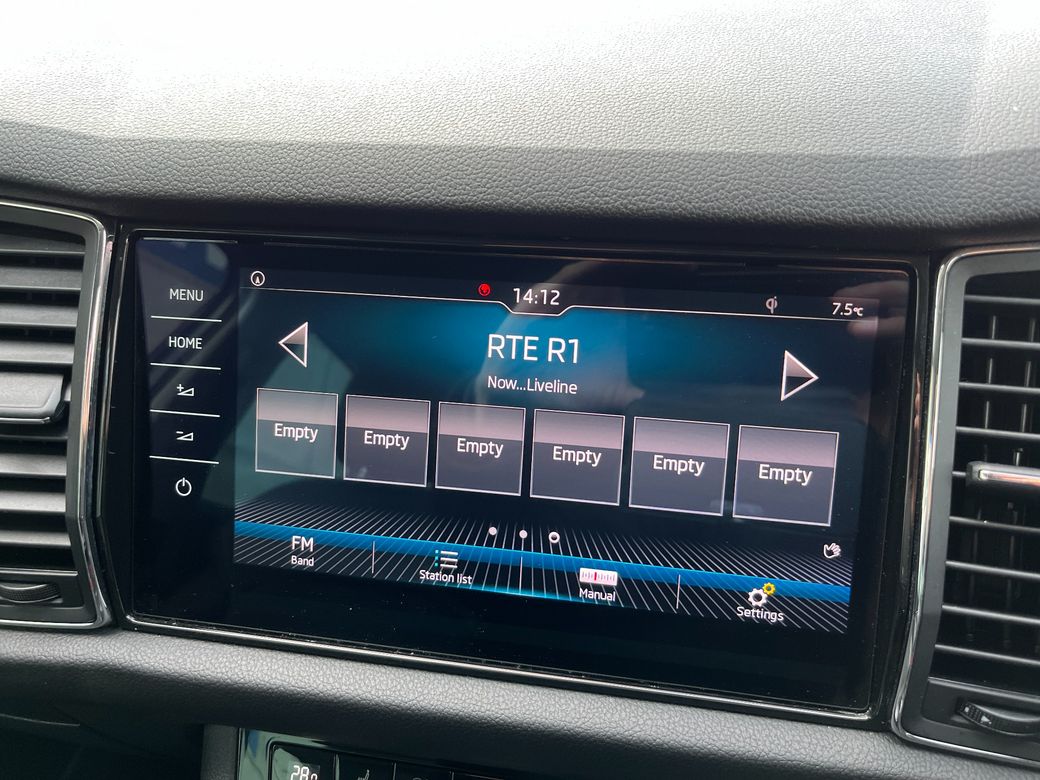 14:12
7.5°C
MENU
HOME
RTE R1
Now...Liveline
Empty Empty Empty Empty Empty Empty
FM
Band
Station list
Manual
Settings